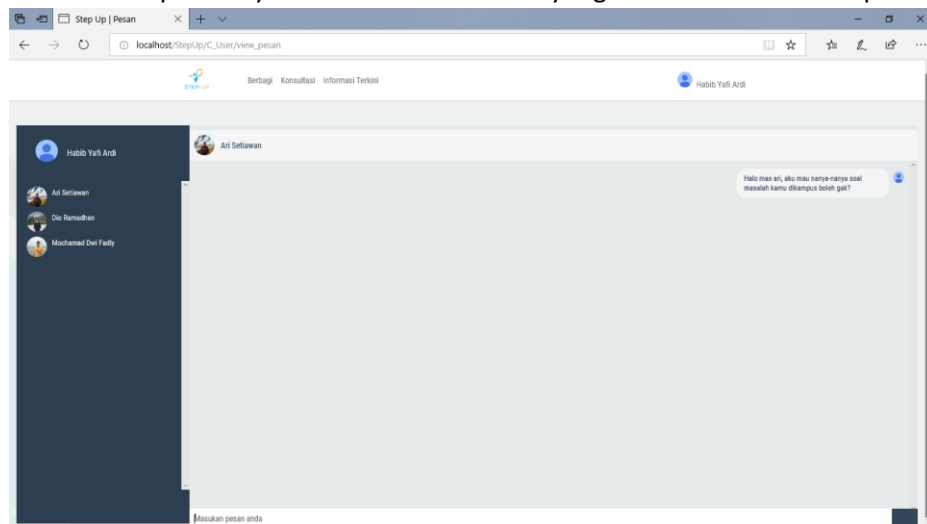 Step Up | Pesan
localhost/StepUp/C_User/view_pesan
STEP UP
Berbagi Konsultasi Informasi Terkini
Habib Yafi Ardi
Habib Yafi Ardi
Ari Setiawan
Dio Ramadhan
Mochamad Dwi Fadly
Ari Setiawan
Halo mas ari, aku mau nanya-nanya soal
masalah kamu dikampus boleh gak?
Masukan pesan anda